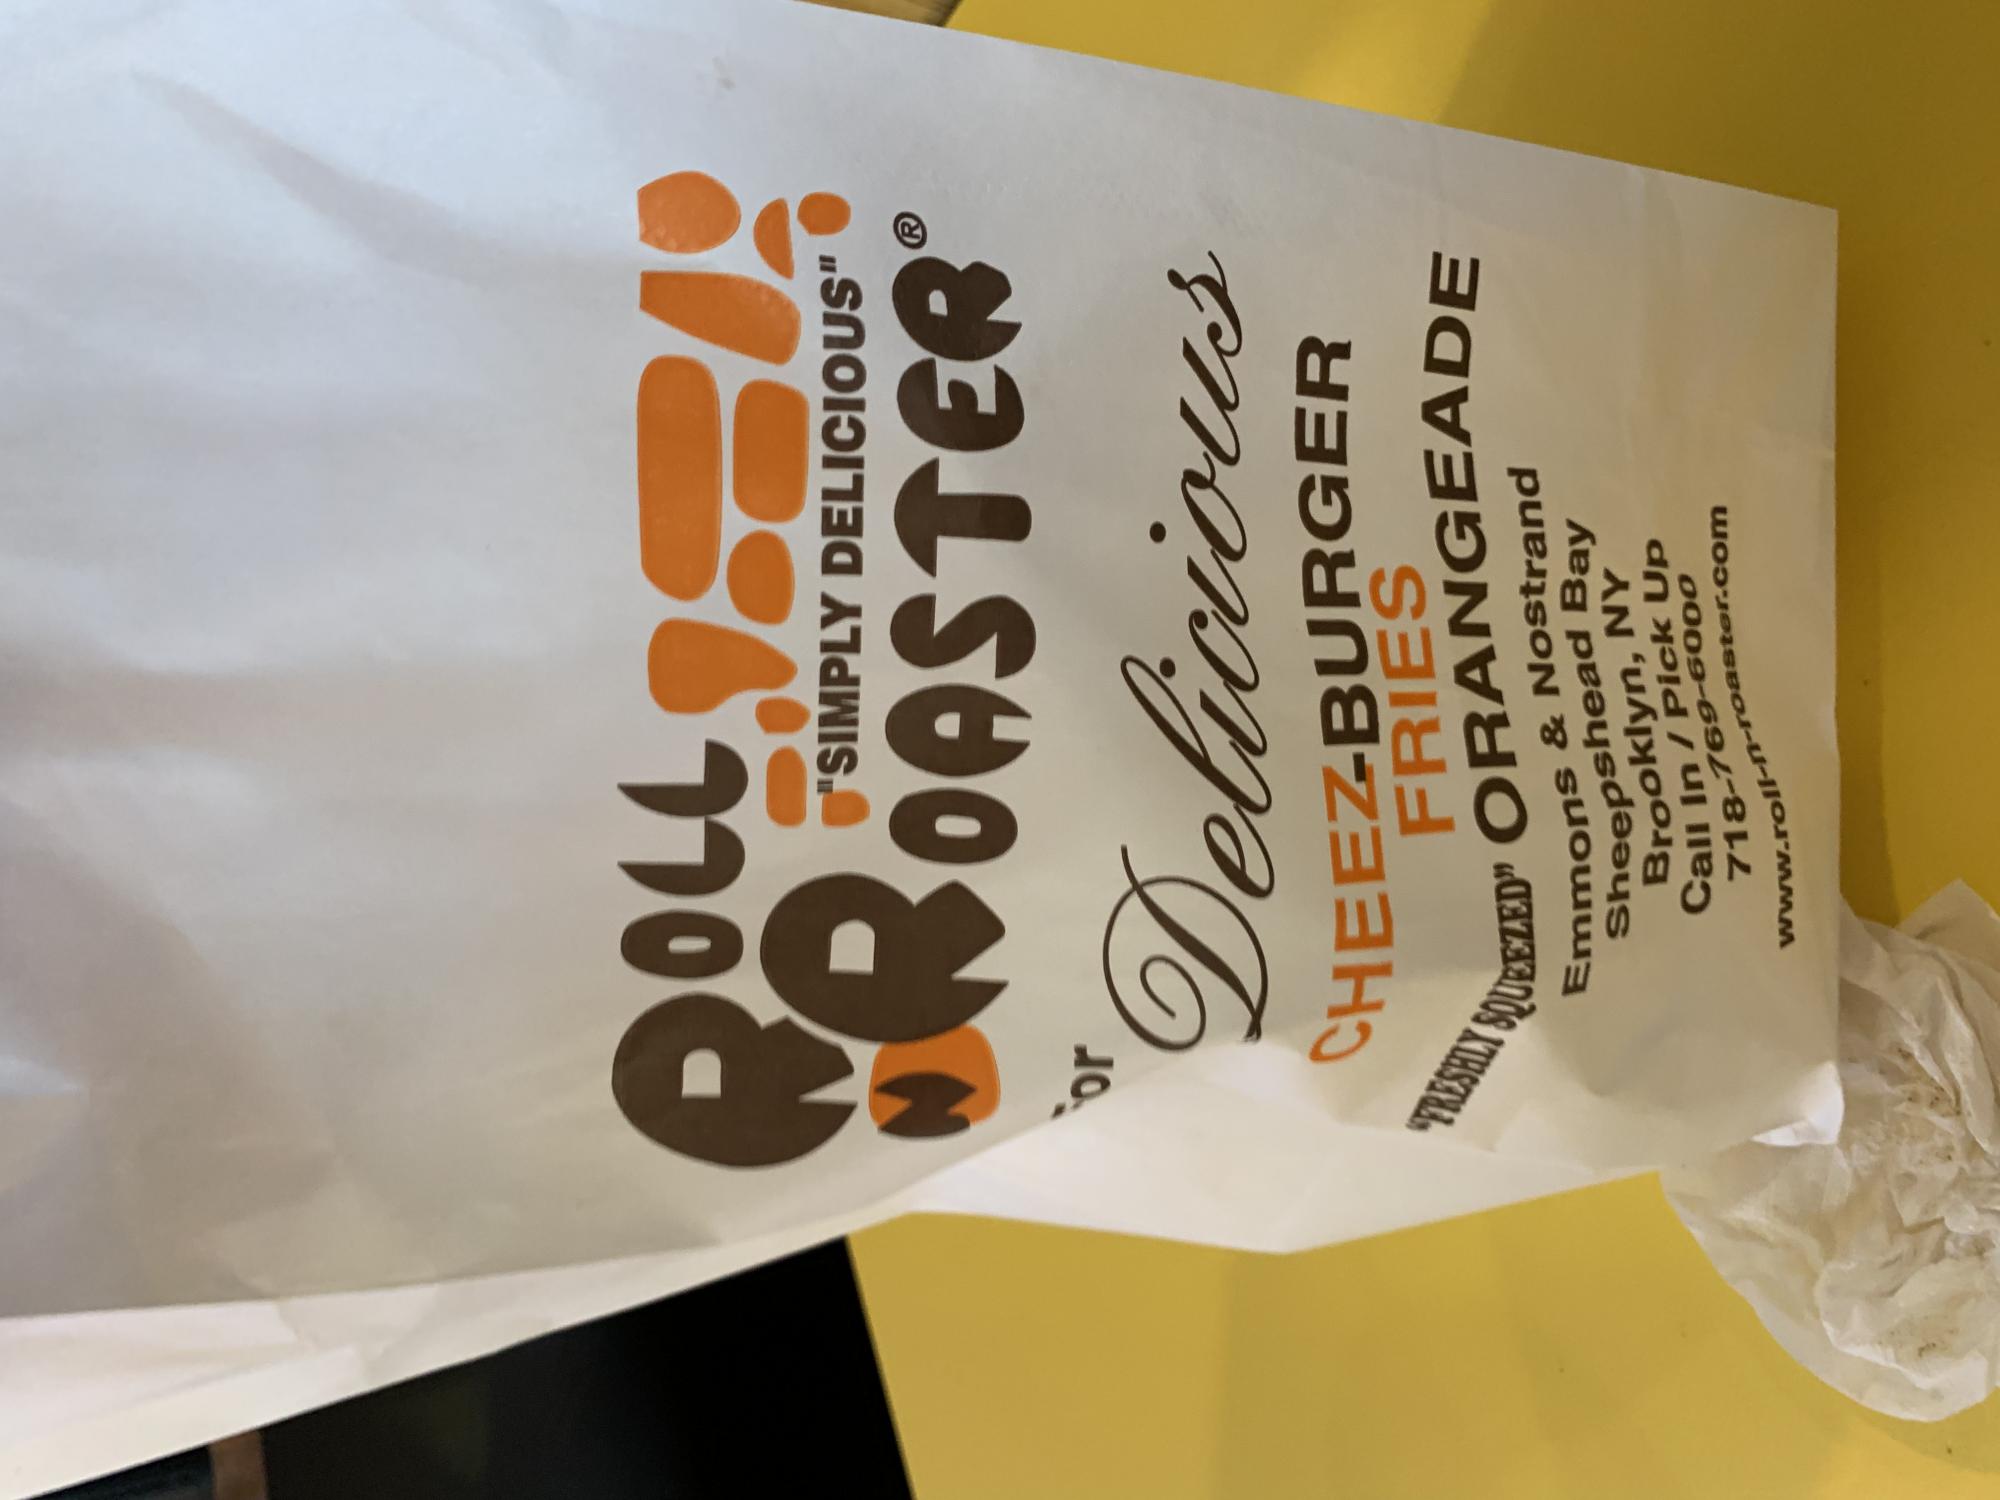 ROLL
N ROASTER®
"SIMPLY DELICIOUS"
For
Delicious
CHEEZ-BURGER
FRIES
"FRESHLY SQUEEZED" ORANGEADE
Emmons & Nostrand
Sheepshead Bay
Brooklyn, NY
Call In / Pick Up
718-769-6000
www.roll-n-roaster.com